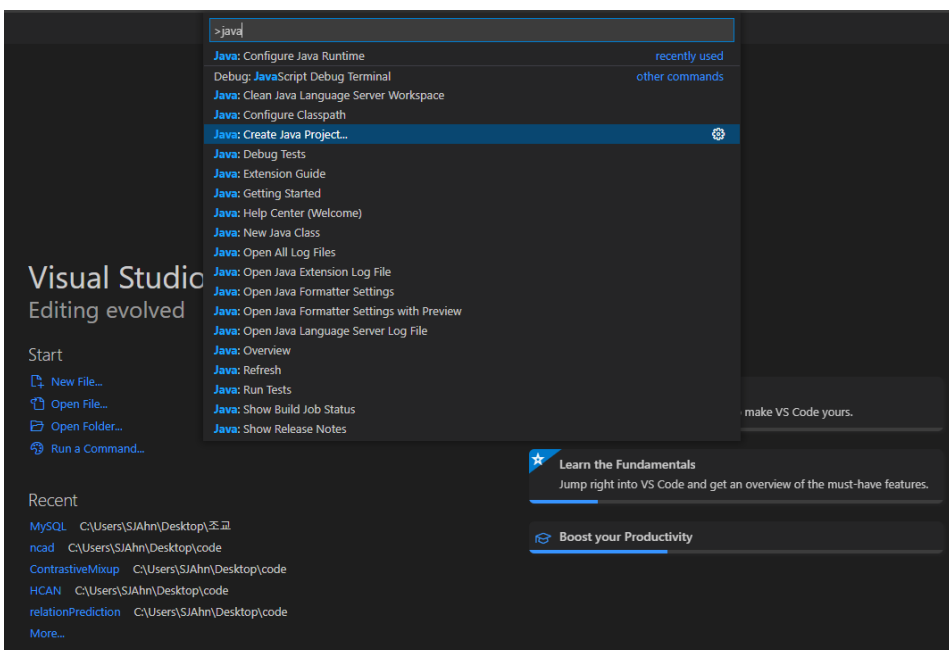 >java
Java: Configure Java Runtime recently used
Debug: JavaScript Debug Terminal other commands
Java: Clean Java Language Server Workspace
Java: Configure Classpath
Java: Create Java Project...
Java: Debug Tests
Java: Extension Guide
Java: Getting Started
Java: Help Center (Welcome)
Java: New Java Class
Java: Open All Log Files
Java: Open Java Extension Log File
Java: Open Java Formatter Settings
Java: Open Java Formatter Settings with Preview
Java: Open Java Language Server Log File
Java: Overview
Java: Refresh
Java: Run Tests
Java: Show Build Job Status
Java: Show Release Notes
Visual Studio
Editing evolved
Start
New File...
Open File...
Open Folder...
Run a Command...
Recent
MySQL C:\Users\SJAhn\Desktop\조교
ncad C:\Users\SJAhn\Desktop\code
ContrastiveMixup C:\Users\SJAhn\Desktop\code
HCAN C:\Users\SJAhn\Desktop\code
relationPrediction C:\Users\SJAhn\Desktop\code
More...
make VS Code yours.
Learn the Fundamentals
Jump right into VS Code and get an overview of the must-have features.
Boost your Productivity